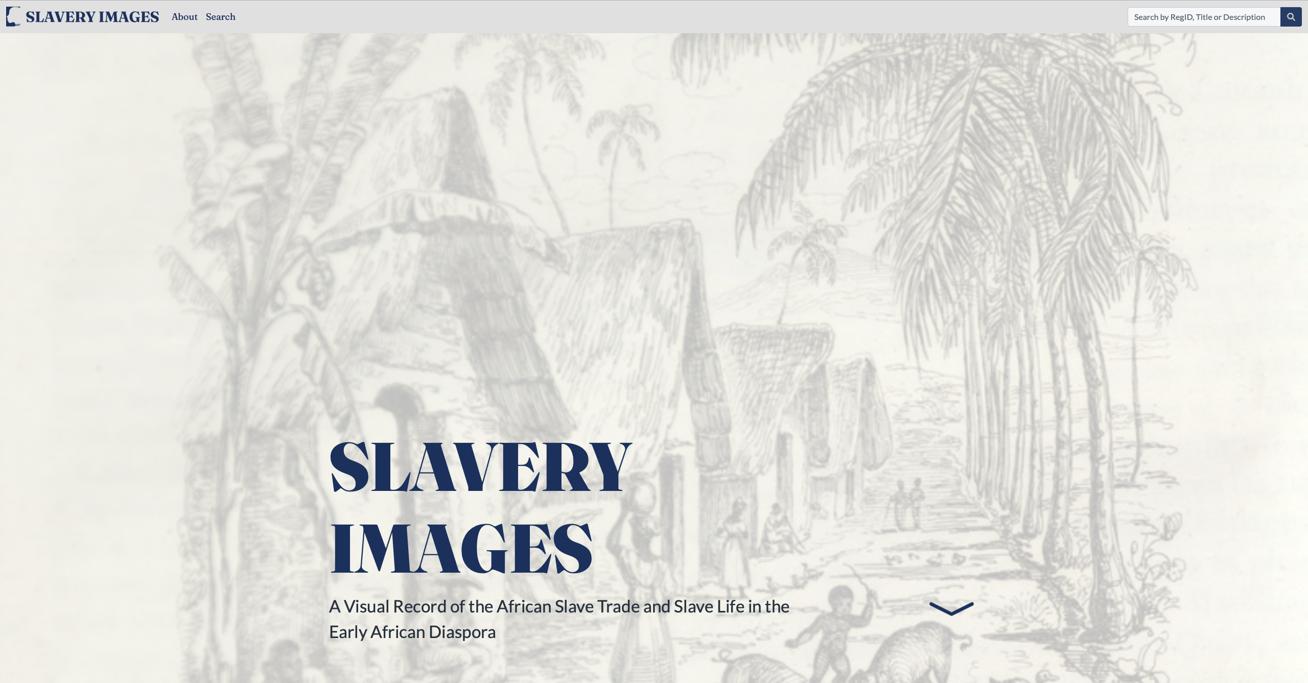 SLAVERY IMAGES
About
Search
Search by RegID, Title or Description
SLAVERY
IMAGES
A Visual Record of the African Slave Trade and Slave Life in the
Early African Diaspora